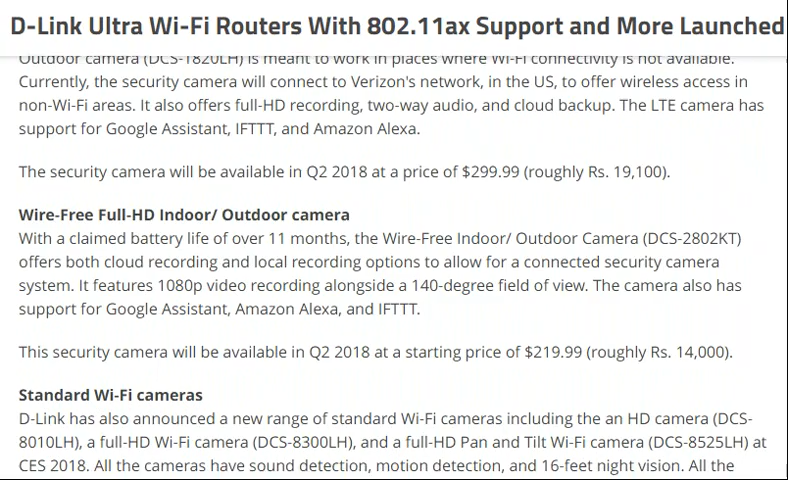 D-Link Ultra Wi-Fi Routers With 802.11ax Support and More Launched
Outdoor camera (DCS-1820LH) is meant to work in places where Wi-Fi connectivity is not available.
Currently, the security camera will connect to Verizon's network, in the US, to offer wireless access in
non-Wi-Fi areas. It also offers full-HD recording, two-way audio, and cloud backup. The LTE camera has
support for Google Assistant, IFTTT, and Amazon Alexa.
The security camera will be available in Q2 2018 at a price of $299.99 (roughly Rs. 19,100).
Wire-Free Full-HD Indoor/ Outdoor camera
With a claimed battery life of over 11 months, the Wire-Free Indoor/ Outdoor Camera (DCS-2802KT)
offers both cloud recording and local recording options to allow for a connected security camera
system. It features 1080p video recording alongside a 140-degree field of view. The camera also has
support for Google Assistant, Amazon Alexa, and IFTTT.
This security camera will be available in Q2 2018 at a starting price of $219.99 (roughly Rs. 14,000).
Standard Wi-Fi cameras
D-Link has also announced a new range of standard Wi-Fi cameras including the an HD camera (DCS-
8010LH), a full-HD Wi-Fi camera (DCS-8300LH), and a full-HD Pan and Tilt Wi-Fi camera (DCS-8525LH) at
CES 2018. All the cameras have sound detection, motion detection, and 16-feet night vision. All the